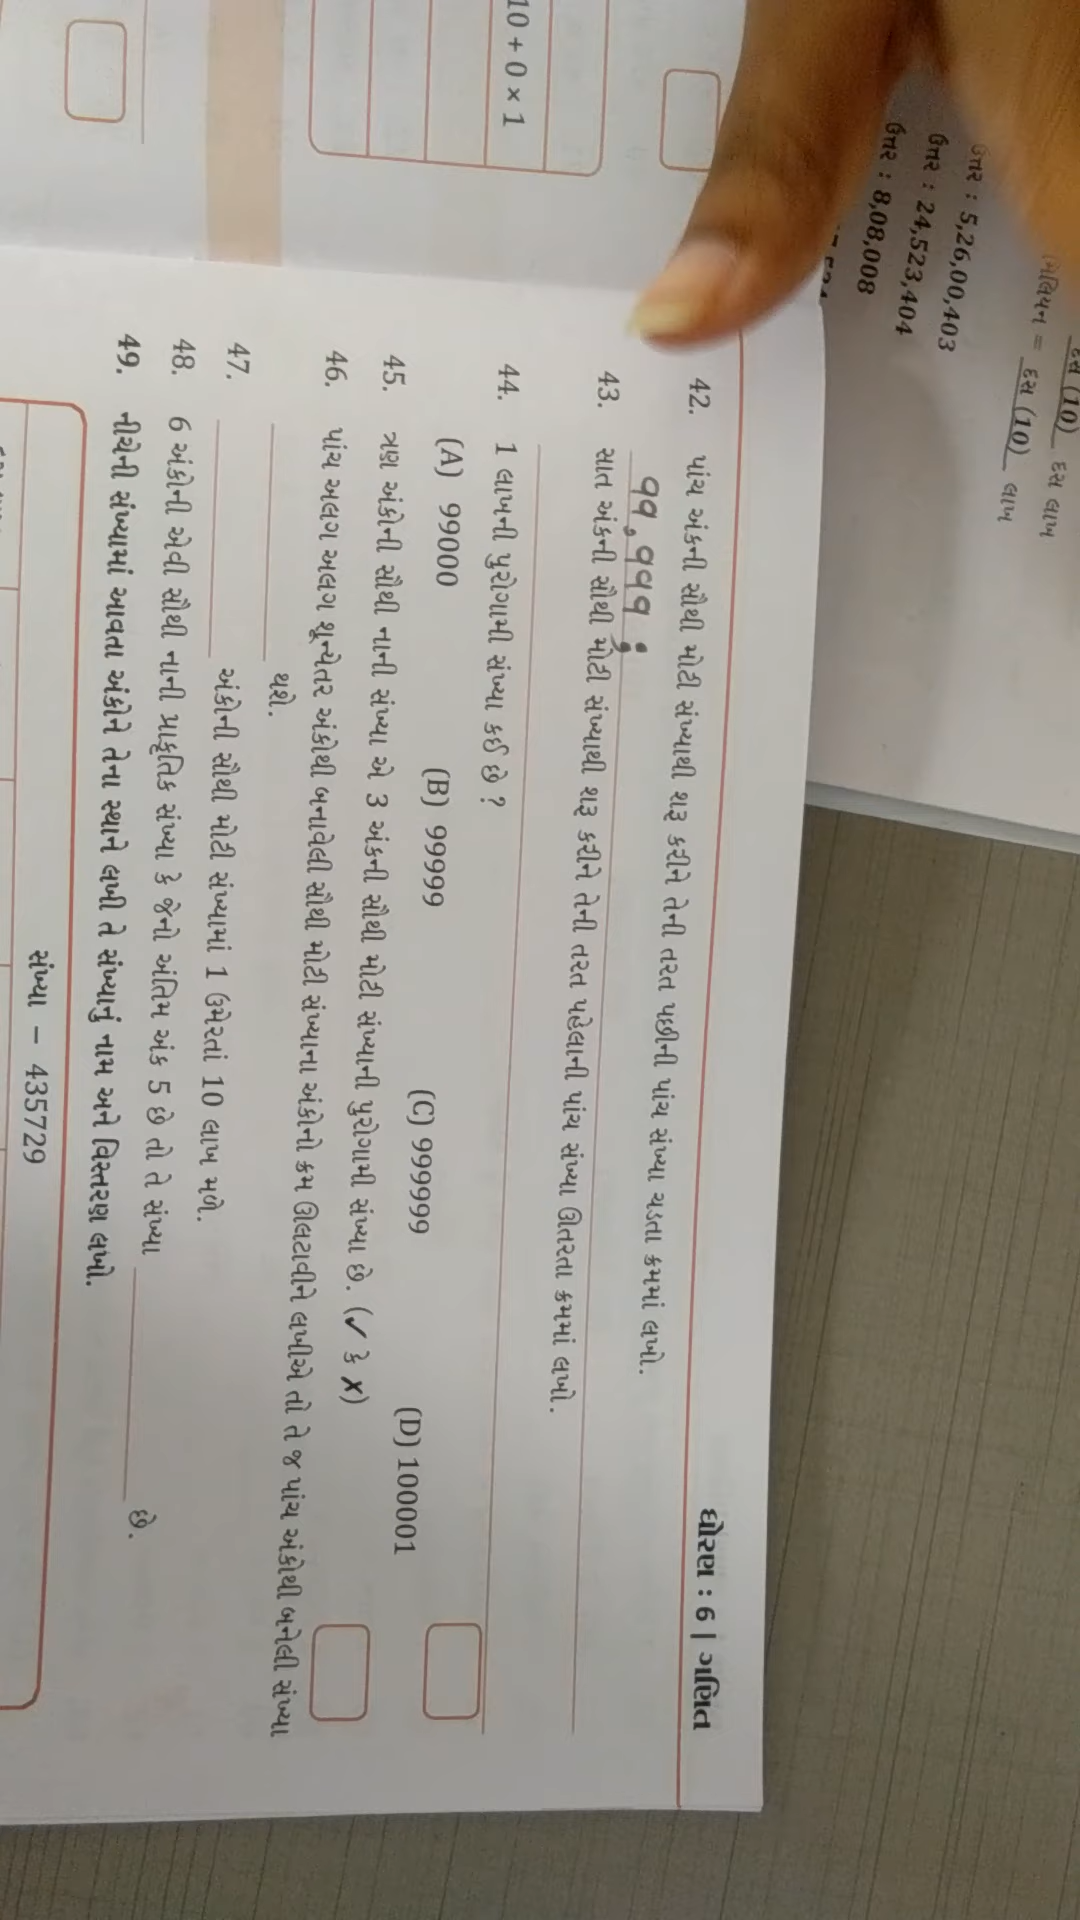 મિલિયન = દસ (10) લાખ
દસ (10) દસ લાખ
ઉત્તર : 5,26,00,403
ઉત્તર : 24,523,404
ઉત્તર : 8,08,008
10 + 0 × 1
ધોરણ : 6 | ગણિત
42. પાંચ અંકની સૌથી મોટી સંખ્યાથી શરૂ કરીને તેની તરત પછીની પાંચ સંખ્યા ચડતા ક્રમમાં લખો.
99,999 ;
43. સાત અંકની સૌથી મોટી સંખ્યાથી શરૂ કરીને તેની તરત પહેલાની પાંચ સંખ્યા ઊતરતા ક્રમમાં લખો.
44. 1 લાખની પુરોગામી સંખ્યા કઈ છે ?
(A) 99000 (B) 99999 (C) 999999 (D) 100001
45. ત્રણ અંકોની સૌથી નાની સંખ્યા એ 3 અંકની સૌથી મોટી સંખ્યાની પુરોગામી સંખ્યા છે. (✓ કે ✗)
46. પાંચ અલગ અલગ શૂન્યેતર અંકોથી બનાવેલી સૌથી મોટી સંખ્યાના અંકોનો ક્રમ ઊલટાવીને લખીએ તો તે જ પાંચ અંકોથી બનેલી સંખ્યા
થશે.
47. અંકોની સૌથી મોટી સંખ્યામાં 1 ઉમેરતાં 10 લાખ મળે.
48. 6 અંકોની એવી સૌથી નાની પ્રાકૃતિક સંખ્યા કે જેનો અંતિમ અંક 5 છે તો તે સંખ્યા છે.
49. નીચેની સંખ્યામાં આવતા અંકોને તેના સ્થાને લખી તે સંખ્યાનું નામ અને વિસ્તરણ લખો.
સંખ્યા – 435729